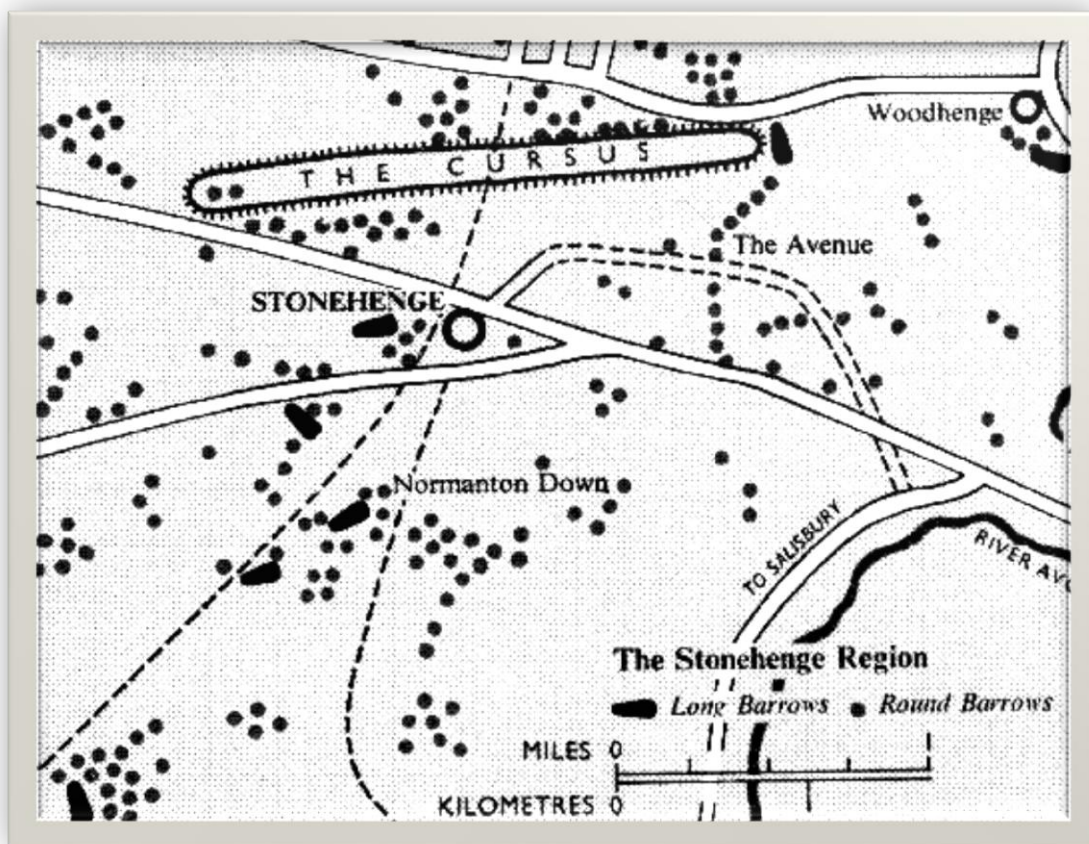 Woodhenge
THE CURSUS
The Avenue
STONEHENGE
Normanton Down
TO SALISBURY
RIVER AVO
The Stonehenge Region
Long Barrows Round Barrows
MILES 0
KILOMETRES 0